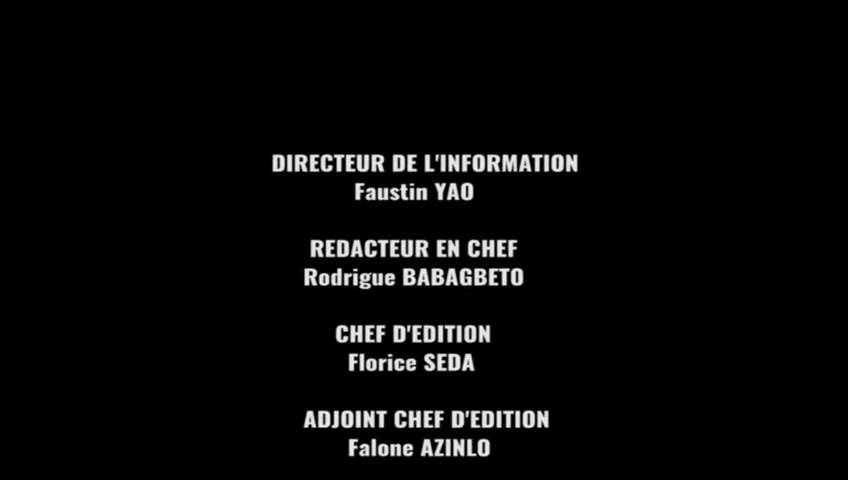 DIRECTEUR DE L'INFORMATION
Faustin YAO
REDACTEUR EN CHEF
Rodrigue BABAGBETO
CHEF D'EDITION
Florice SEDA
ADJOINT CHEF D'EDITION
Falone AZINLO